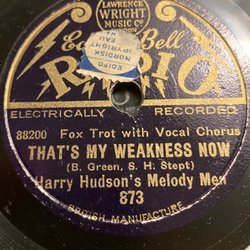 LAWRENCE
WRIGHT
MUSIC CO.
Edison Bell
RADIO
ELECTRICALLY RECORDED
88200 Fox Trot with Vocal Chorus
THAT'S MY WEAKNESS NOW
(B. Green, S. H. Stept)
Harry Hudson's Melody Men
873
BRITISH MANUFACTURE